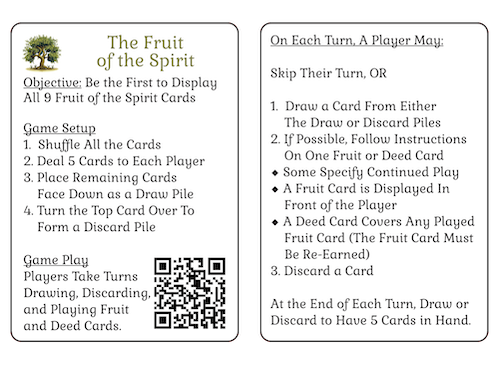 The Fruit
of the Spirit
Objective: Be the First to Display
All 9 Fruit of the Spirit Cards
Game Setup
1. Shuffle All the Cards
2. Deal 5 Cards to Each Player
3. Place Remaining Cards
Face Down as a Draw Pile
4. Turn the Top Card Over To
Form a Discard Pile
Game Play
Players Take Turns
Drawing, Discarding,
and Playing Fruit
and Deed Cards.
On Each Turn, A Player May:
Skip Their Turn, OR
1. Draw a Card From Either
The Draw or Discard Piles
2. If Possible, Follow Instructions
On One Fruit or Deed Card
◆ Some Specify Continued Play
◆ A Fruit Card is Displayed In
Front of the Player
◆ A Deed Card Covers Any Played
Fruit Card (The Fruit Card Must
Be Re-Earned)
3. Discard a Card
At the End of Each Turn, Draw or
Discard to Have 5 Cards in Hand.